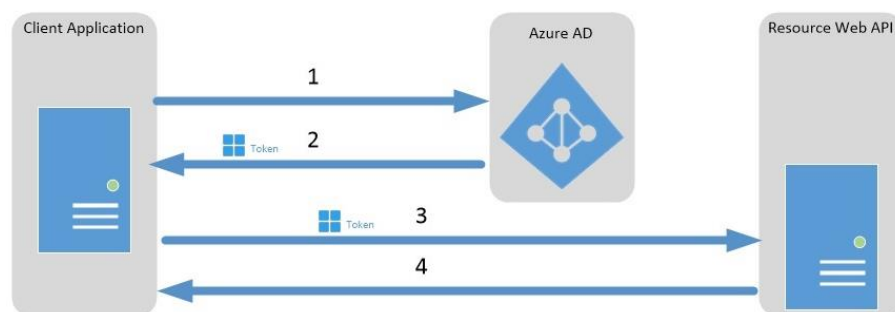 Client Application
Azure AD
Resource Web API
1
Token 2
Token 3
4